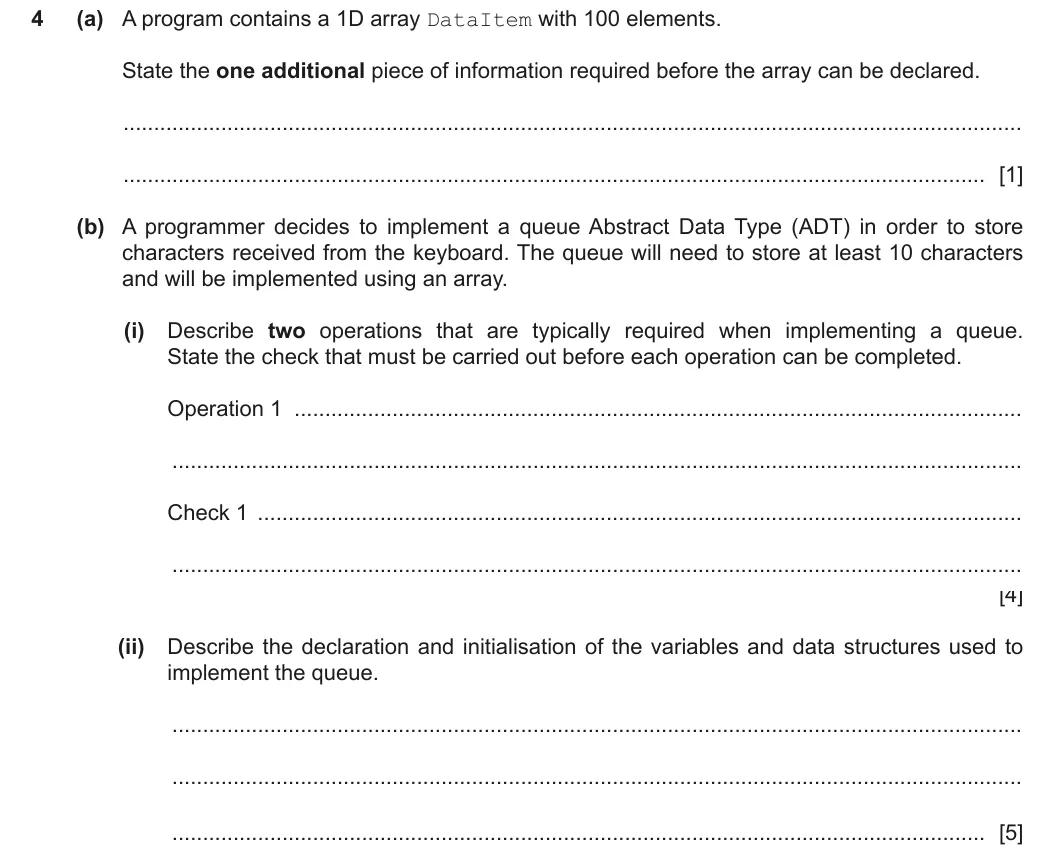 4 (a) A program contains a 1D array DataItem with 100 elements.
State the one additional piece of information required before the array can be declared.
..........................................................................................................................................................
.................................................................................................................................................... [1]
(b) A programmer decides to implement a queue Abstract Data Type (ADT) in order to store
characters received from the keyboard. The queue will need to store at least 10 characters
and will be implemented using an array.
(i) Describe two operations that are typically required when implementing a queue.
State the check that must be carried out before each operation can be completed.
Operation 1 ..............................................................................................................................
..................................................................................................................................................
Check 1 ....................................................................................................................................
..................................................................................................................................................
[4]
(ii) Describe the declaration and initialisation of the variables and data structures used to
implement the queue.
..................................................................................................................................................
..................................................................................................................................................
............................................................................................................................................ [5]